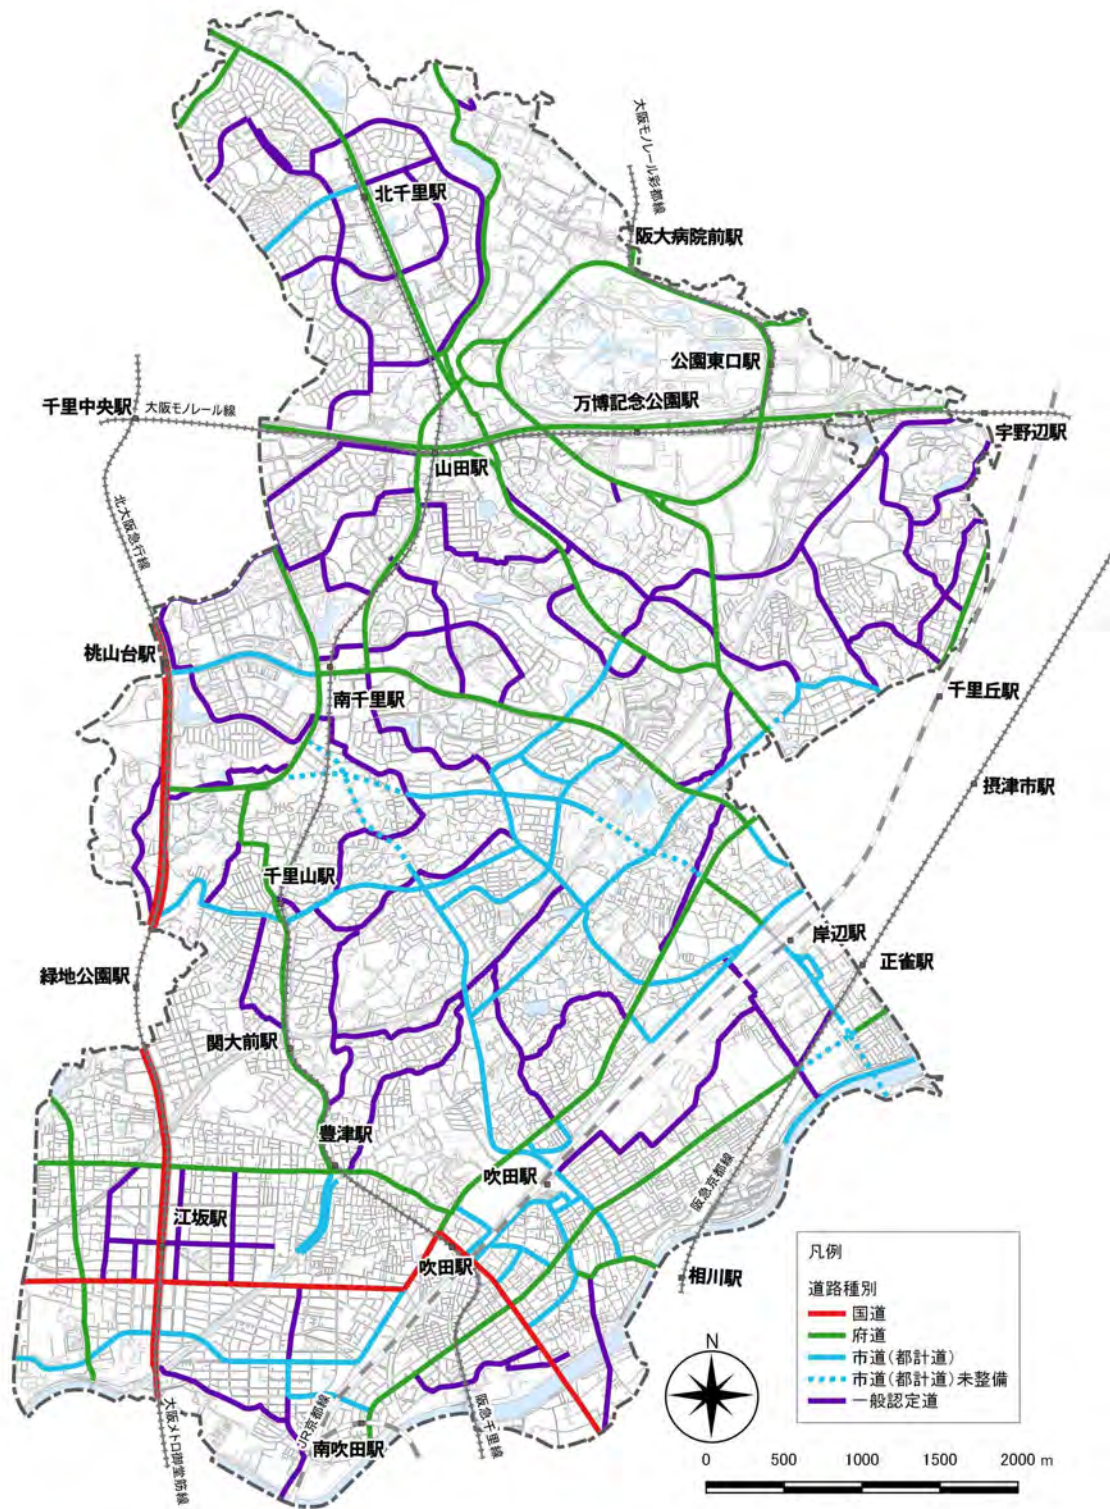 大阪モノレール彩都線
北千里駅
阪大病院前駅
公園東口駅
千里中央駅
大阪モノレール線
万博記念公園駅
宇野辺駅
山田駅
北大阪急行線
桃山台駅
南千里駅
千里丘駅
摂津市駅
千里山駅
岸辺駅
正雀駅
緑地公園駅
関大前駅
豊津駅
吹田駅
阪急京都線
江坂駅
吹田駅
相川駅
大阪メトロ御堂筋線
JR京都線
南吹田駅
阪急千里線
凡例
道路種別
国道
府道
市道(都計道)
市道(都計道)未整備
一般認定道
N
0 500 1000 1500 2000 m